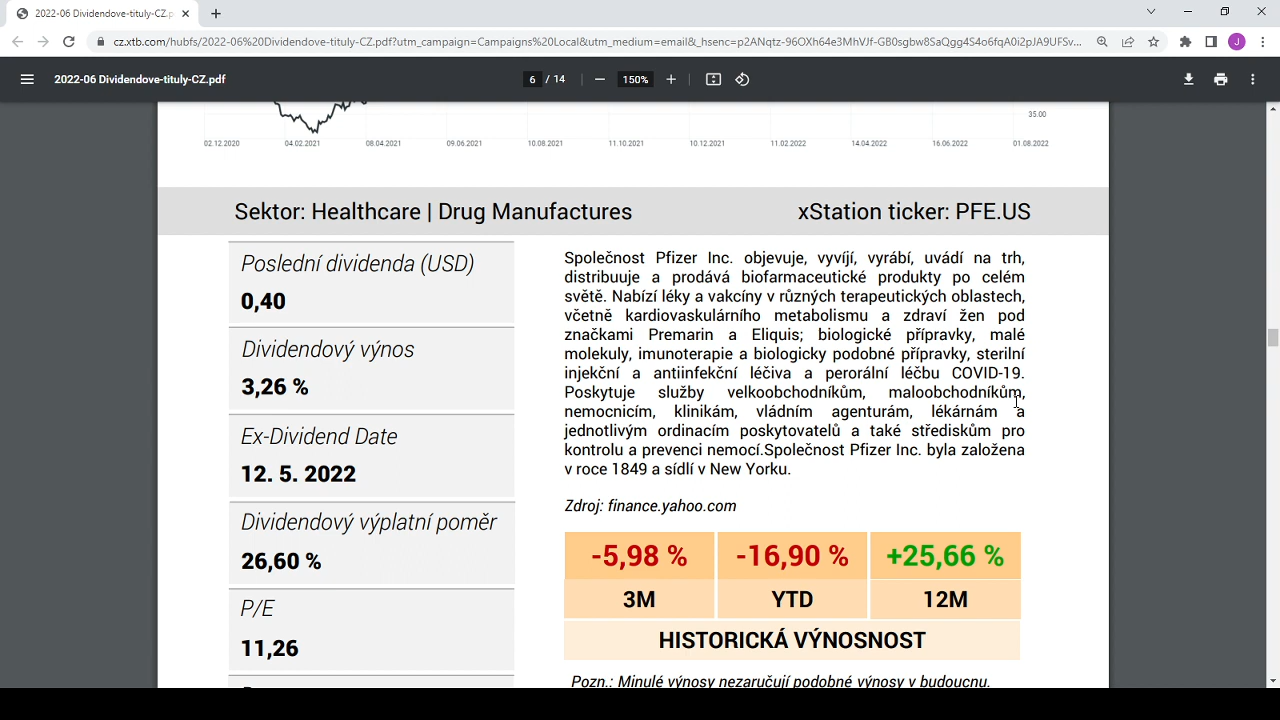 2022-06 Dividendove-tituly-CZ.p
cz.xtb.com/hubfs/2022-06%20Dividendove-tituly-CZ.pdf?utm_campaign=Campaigns%20Local&utm_medium=email&_hsenc=p2ANqtz-96OXh64e3MhVJf-GB0sgbw8SaQgg4S4o6fqA0i2pJA9UFSv...
J
2022-06 Dividendove-tituly-CZ.pdf
6 / 14
150%
35.00
02.12.2020 04.02.2021 08.04.2021 09.06.2021 10.08.2021 11.10.2021 10.12.2021 11.02.2022 14.04.2022 16.06.2022 01.08.2022
Sektor: Healthcare | Drug Manufactures
xStation ticker: PFE.US
Poslední dividenda (USD)
0,40
Dividendový výnos
3,26 %
Ex-Dividend Date
12. 5. 2022
Dividendový výplatní poměr
26,60 %
P/E
11,26
Společnost Pfizer Inc. objevuje, vyvíjí, vyrábí, uvádí na trh,
distribuuje a prodává biofarmaceutické produkty po celém
světě. Nabízí léky a vakcíny v různých terapeutických oblastech,
včetně kardiovaskulárního metabolismu a zdraví žen pod
značkami Premarin a Eliquis; biologické přípravky, malé
molekuly, imunoterapie a biologicky podobné přípravky, sterilní
injekční a antiinfekční léčiva a perorální léčbu COVID-19.
Poskytuje služby velkoobchodníkům, maloobchodníkům,
nemocnicím, klinikám, vládním agenturám, lékárnám a
jednotlivým ordinacím poskytovatelů a také střediskům pro
kontrolu a prevenci nemocí.Společnost Pfizer Inc. byla založena
v roce 1849 a sídlí v New Yorku.
Zdroj: finance.yahoo.com
-5,98 % -16,90 % +25,66 %
3M YTD 12M
HISTORICKÁ VÝNOSNOST
Pozn.: Minulé výnosy nezaručují podobné výnosy v budoucnu.